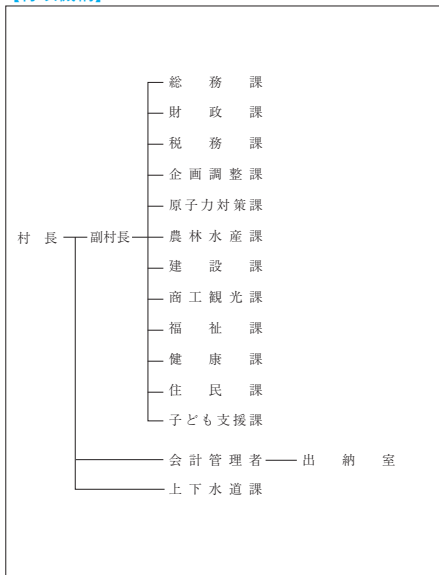 総務課
財政課
税務課
企画調整課
原子力対策課
村長 副村長 農林水産課
建設課
商工観光課
福祉課
健康課
住民課
子ども支援課
会計管理者 出納室
上下水道課